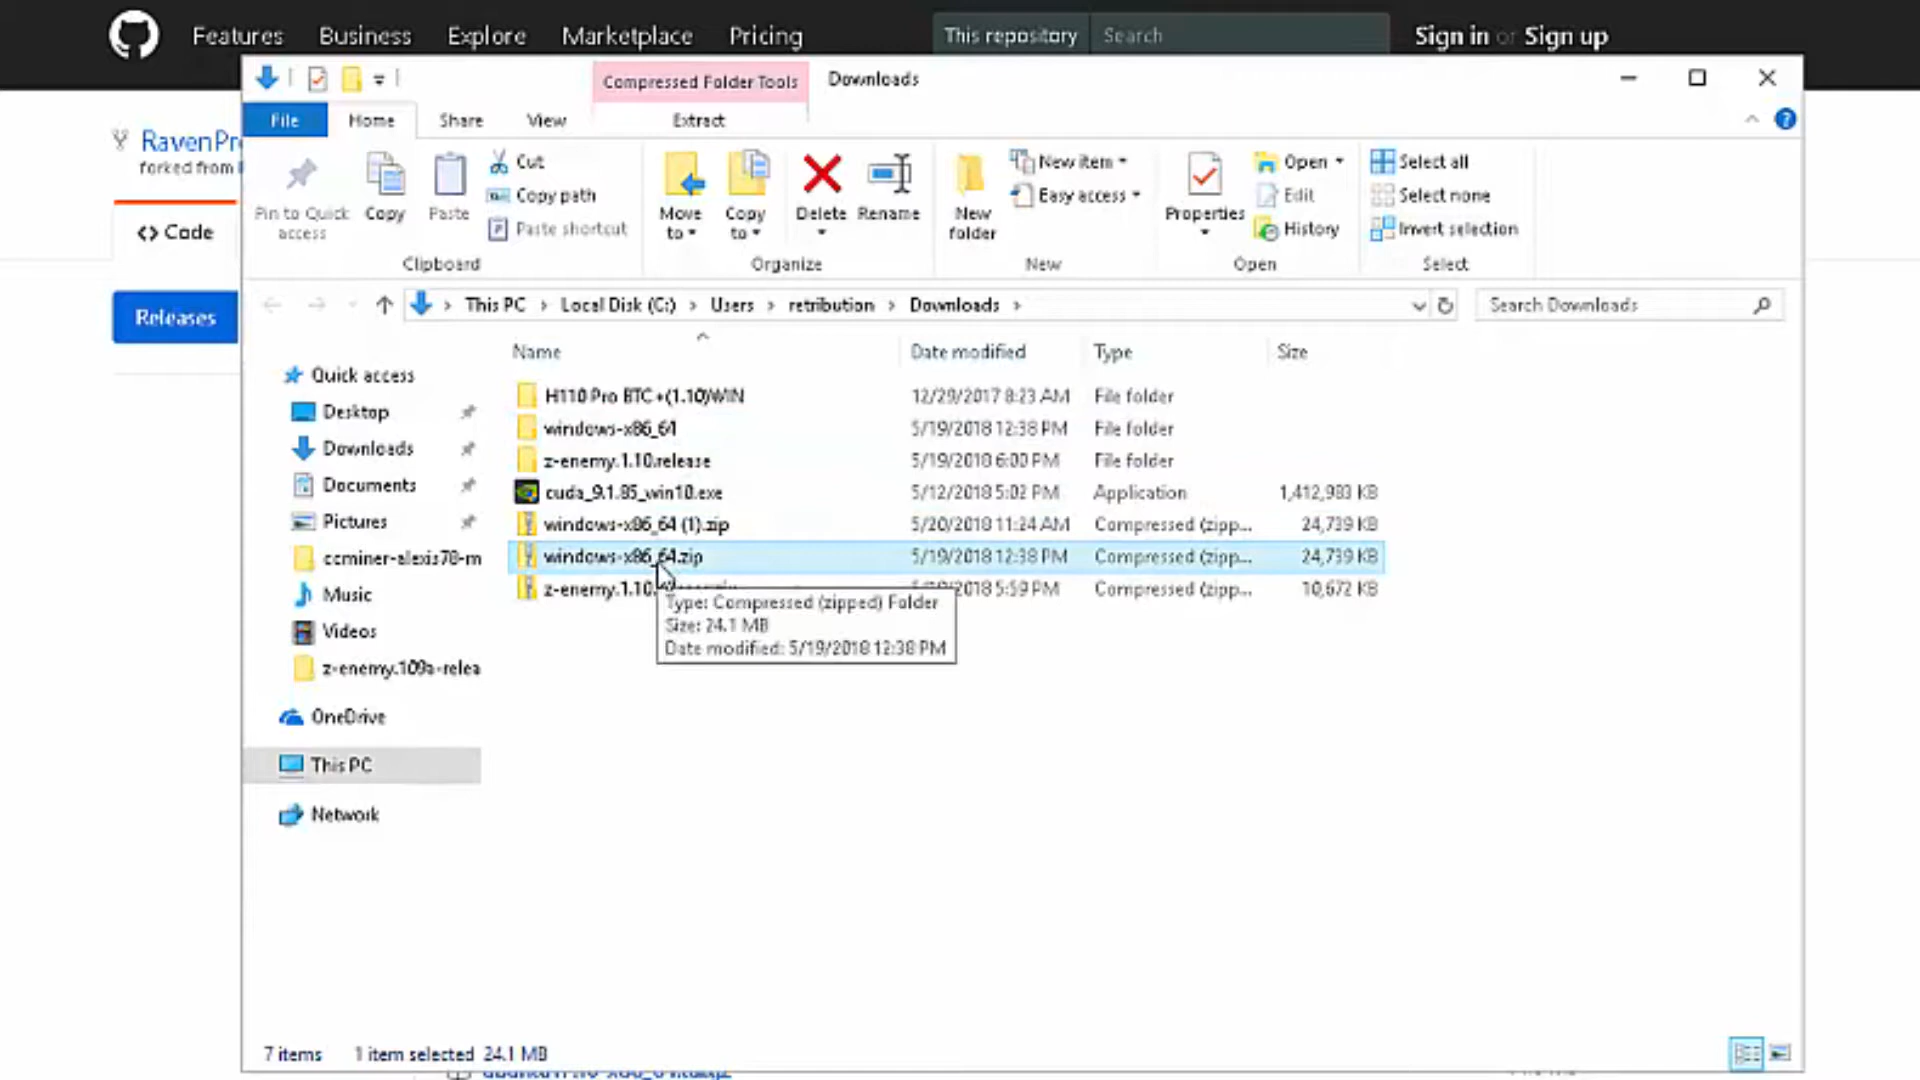 Features Business Explore Marketplace Pricing This repository Search Sign in or Sign up
Compressed Folder Tools Downloads
File Home Share View Extract
RavenPr
forked from
Code
Releases
Pin to Quick access
Copy
Paste
Cut
Copy path
Paste shortcut
Clipboard
Move to
Copy to
Delete
Rename
Organize
New folder
New item
Easy access
New
Properties
Open
Edit
History
Open
Select all
Select none
Invert selection
Select
This PC > Local Disk (C:) > Users > retribution > Downloads >
Search Downloads
Name Date modified Type Size
Quick access
Desktop
Downloads
Documents
Pictures
ccminer-alexis78-m
Music
Videos
z-enemy.109a-relea
OneDrive
This PC
Network
H110 Pro BTC+(1.10)WIN 12/29/2017 8:23 AM File folder
windows-x86_64 5/19/2018 12:38 PM File folder
z-enemy.1.10.release 5/19/2018 6:00 PM File folder
cuda_9.1.85_win10.exe 5/12/2018 5:02 PM Application 1,412,983 KB
windows-x86_64 (1).zip 5/20/2018 11:24 AM Compressed (zipp... 24,739 KB
windows-x86_64.zip 5/19/2018 12:38 PM Compressed (zipp... 24,739 KB
z-enemy.1.10. 2018 5:59 PM Compressed (zipp... 10,672 KB
Type: Compressed (zipped) Folder
Size: 24.1 MB
Date modified: 5/19/2018 12:38 PM
7 items 1 item selected 24.1 MB